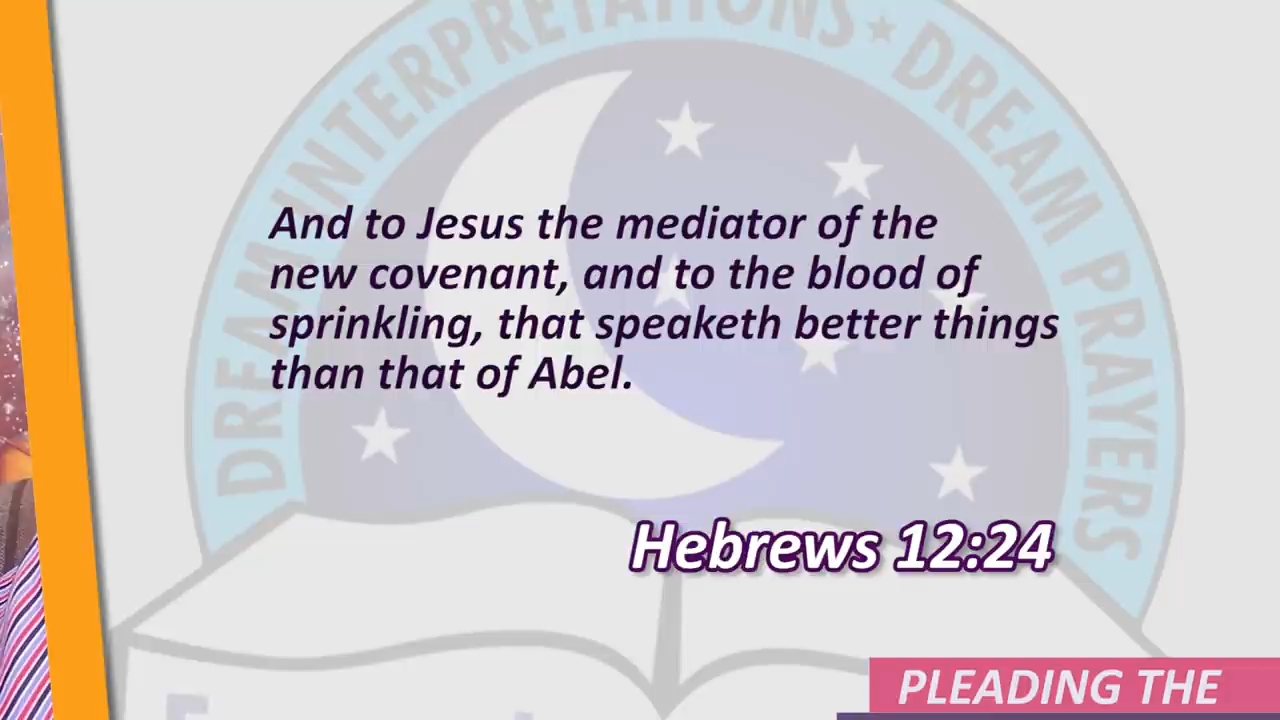 DREAM INTERPRETATIONS ★ DREAM PRAYERS
And to Jesus the mediator of the
new covenant, and to the blood of
sprinkling, that speaketh better things
than that of Abel.
Hebrews 12:24
PLEADING THE